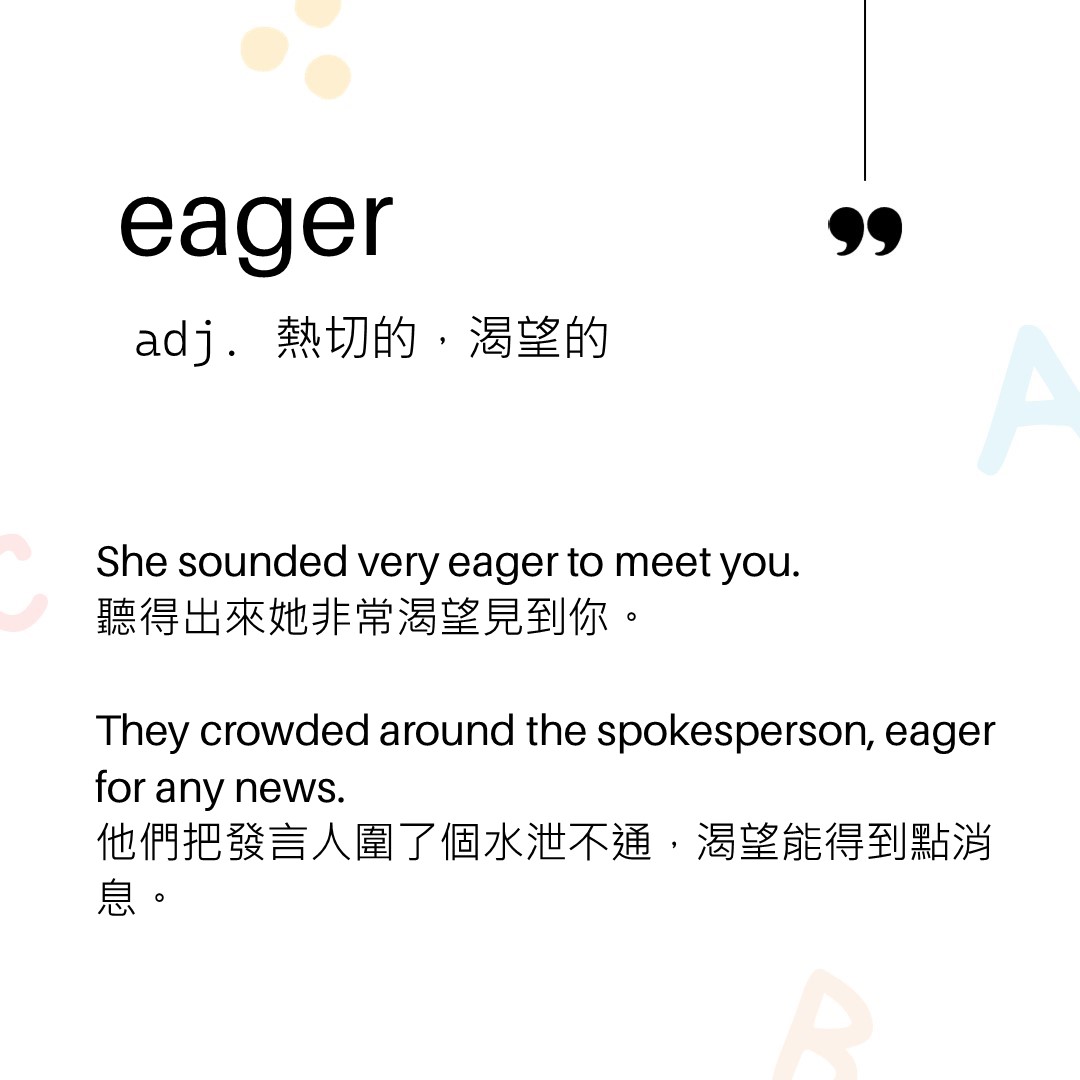 eager
”
adj. 熱切的，渴望的
She sounded very eager to meet you.
聽得出來她非常渴望見到你。
They crowded around the spokesperson, eager
for any news.
他們把發言人圍了個水泄不通，渴望能得到點消
息。
A
C
B